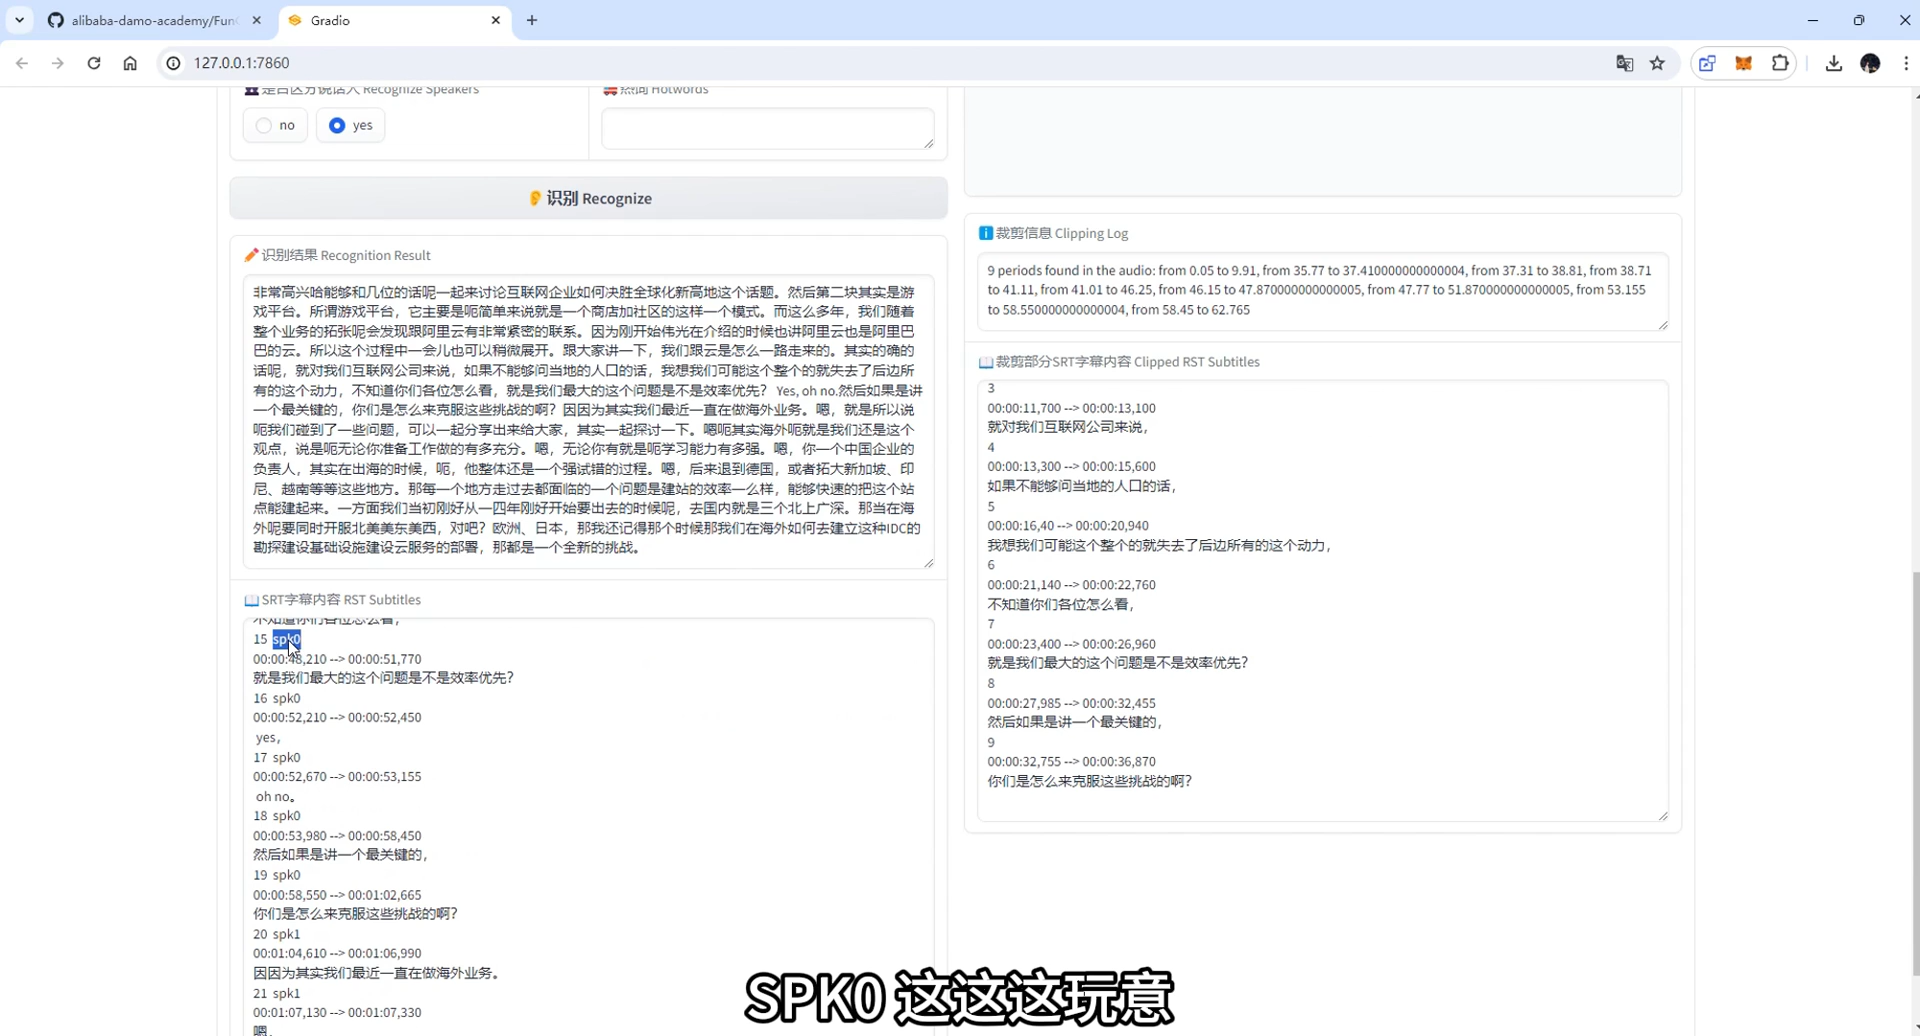 alibaba-damo-academy/Fun
Gradio
127.0.0.1:7860
是否区分说话人 Recognize Speakers
热词 Hotwords
no
yes
识别 Recognize
识别结果 Recognition Result
非常高兴哈能够和几位的话呢一起来讨论互联网企业如何决胜全球化新高地这个话题。然后第二块其实是游
戏平台。所谓游戏平台，它主要是呃简单来说就是一个商店加社区的这样一个模式。而这么多年，我们随着
整个业务的拓张呢会发现跟阿里云有非常紧密的联系。因为刚开始伟光在介绍的时候也讲阿里云也是阿里巴
巴的云。所以这个过程中一会儿也可以稍微展开。跟大家讲一下，我们跟云是怎么一路走来的。其实的确的
话呢，就对我们互联网公司来说，如果不能够问当地的人口的话，我想我们可能这个整个的就失去了后边所
有的这个动力，不知道你们各位怎么看，就是我们最大的这个问题是不是效率优先？ Yes, oh no.然后如果是讲
一个最关键的，你们是怎么来克服这些挑战的啊？因因为其实我们最近一直在做海外业务。嗯，就是所以说
呃我们碰到了一些问题，可以一起分享出来给大家，其实一起探讨一下。嗯呃其实海外呃就是我们还是这个
观点，说是呃无论你准备工作做的有多充分。嗯，无论你有就是呃学习能力有多强。嗯，你一个中国企业的
负责人，其实在出海的时候，呃，他整体还是一个强试错的过程。嗯，后来退到德国，或者拓大新加坡、印
尼、越南等等这些地方。那每一个地方走过去都面临的一个问题是建站的效率一么样，能够快速的把这个站
点能建起来。一方面我们当初刚好从一四年刚好开始要出去的时候呢，去国内就是三个北上广深。那当在海
外呢要同时开服北美美东美西，对吧？欧洲、日本，那我还记得那个时候那我们在海外如何去建立这种IDC的
勘探建设基础设施建设云服务的部署，那都是一个全新的挑战。
SRT字幕内容 RST Subtitles
不知道你们各位怎么看，
15 spk0
00:00:48,210 --> 00:00:51,770
就是我们最大的这个问题是不是效率优先？
16 spk0
00:00:52,210 --> 00:00:52,450
yes,
17 spk0
00:00:52,670 --> 00:00:53,155
oh no。
18 spk0
00:00:53,980 --> 00:00:58,450
然后如果是讲一个最关键的，
19 spk0
00:00:58,550 --> 00:01:02,665
你们是怎么来克服这些挑战的啊？
20 spk1
00:01:04,610 --> 00:01:06,990
因因为其实我们最近一直在做海外业务。
21 spk1
00:01:07,130 --> 00:01:07,330
嗯，
裁剪信息 Clipping Log
9 periods found in the audio: from 0.05 to 9.91, from 35.77 to 37.410000000000004, from 37.31 to 38.81, from 38.71
to 41.11, from 41.01 to 46.25, from 46.15 to 47.870000000000005, from 47.77 to 51.870000000000005, from 53.155
to 58.550000000000004, from 58.45 to 62.765
裁剪部分SRT字幕内容 Clipped RST Subtitles
3
00:00:11,700 --> 00:00:13,100
就对我们互联网公司来说，
4
00:00:13,300 --> 00:00:15,600
如果不能够问当地的人口的话，
5
00:00:16,40 --> 00:00:20,940
我想我们可能这个整个的就失去了后边所有的这个动力，
6
00:00:21,140 --> 00:00:22,760
不知道你们各位怎么看，
7
00:00:23,400 --> 00:00:26,960
就是我们最大的这个问题是不是效率优先？
8
00:00:27,985 --> 00:00:32,455
然后如果是讲一个最关键的，
9
00:00:32,755 --> 00:00:36,870
你们是怎么来克服这些挑战的啊？
SPK0 这这这玩意